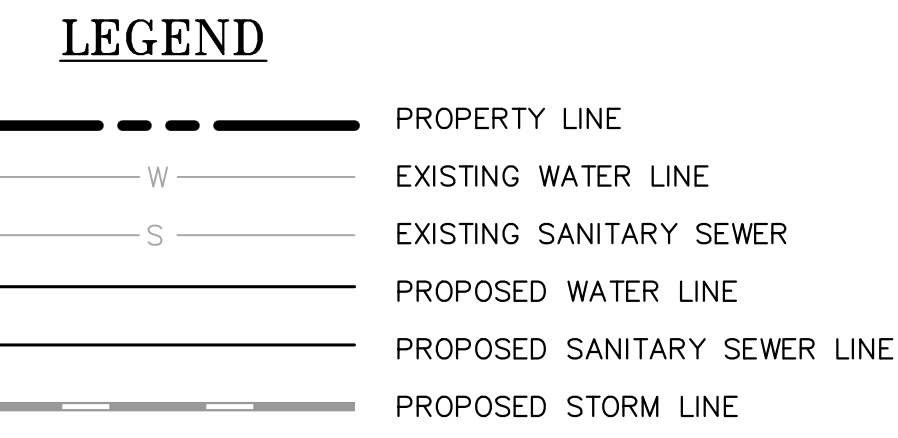 LEGEND
PROPERTY LINE
W EXISTING WATER LINE
S EXISTING SANITARY SEWER
PROPOSED WATER LINE
PROPOSED SANITARY SEWER LINE
PROPOSED STORM LINE